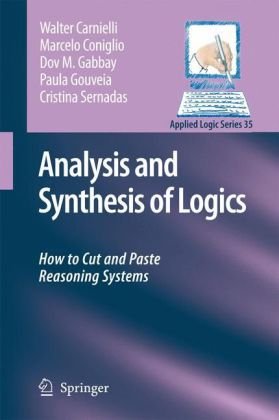 Walter Carnielli
Marcelo Coniglio
Dov M. Gabbay
Paula Gouveia
Cristina Sernadas
Applied Logic Series 35
Analysis and
Synthesis of Logics
How to Cut and Paste
Reasoning Systems
Springer